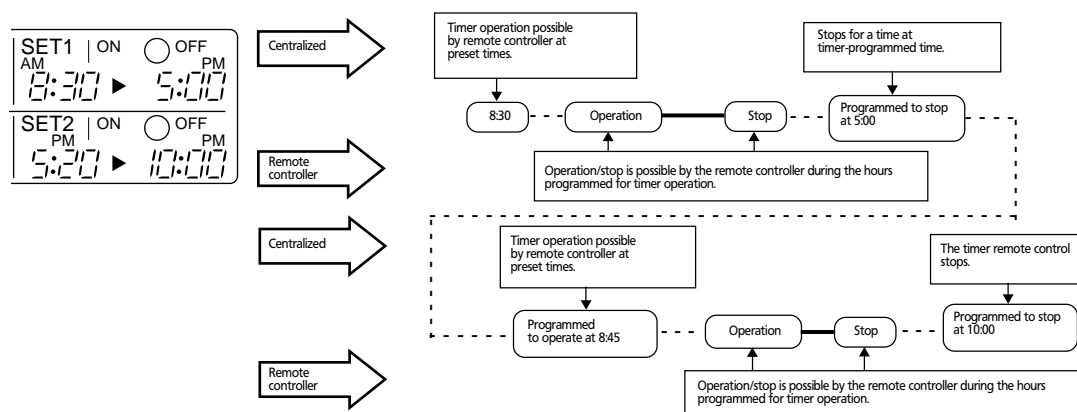 SET1 ON OFF
AM PM
8:30 5:00
SET2 ON OFF
PM PM
5:20 10:00
Centralized
Timer operation possible
by remote controller at
preset times.
Stops for a time at
timer-programmed time.
8:30
Operation
Stop
Programmed to stop
at 5:00
Remote
controller
Operation/stop is possible by the remote controller during the hours
programmed for timer operation.
Centralized
Timer operation possible
by remote controller at
preset times.
The timer remote control
stops.
Programmed
to operate at 8:45
Operation
Stop
Programmed to stop
at 10:00
Remote
controller
Operation/stop is possible by the remote controller during the hours
programmed for timer operation.